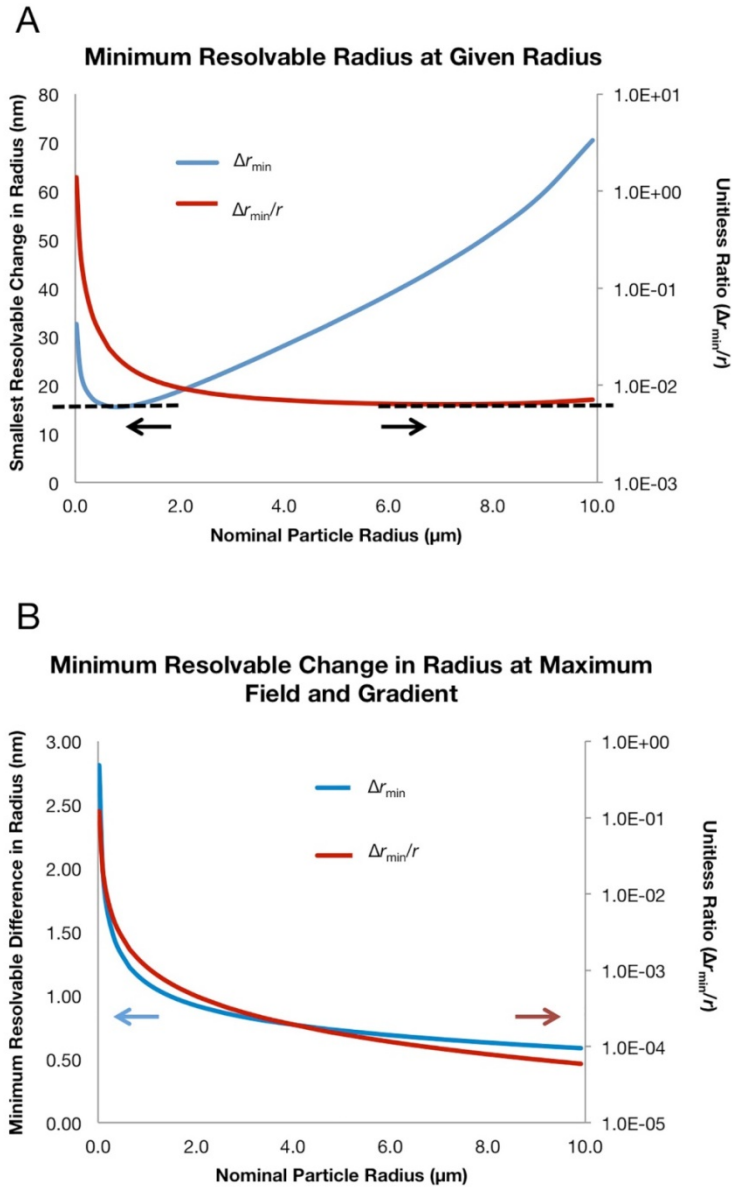 A
Minimum Resolvable Radius at Given Radius
Smallest Resolvable Change in Radius (nm)
80
70
60
50
40
30
20
10
0
Δrmin
Δrmin/r
1.0E+01
1.0E+00
1.0E-01
1.0E-02
1.0E-03
Unitless Ratio (Δrmin/r)
0.0 2.0 4.0 6.0 8.0 10.0
Nominal Particle Radius (µm)
B
Minimum Resolvable Change in Radius at Maximum
Field and Gradient
Minimum Resolvable Difference in Radius (nm)
3.00
2.50
2.00
1.50
1.00
0.50
0.00
Δrmin
Δrmin/r
1.0E+00
1.0E-01
1.0E-02
1.0E-03
1.0E-04
1.0E-05
Unitless Ratio (Δrmin/r)
0.0 2.0 4.0 6.0 8.0 10.0
Nominal Particle Radius (µm)